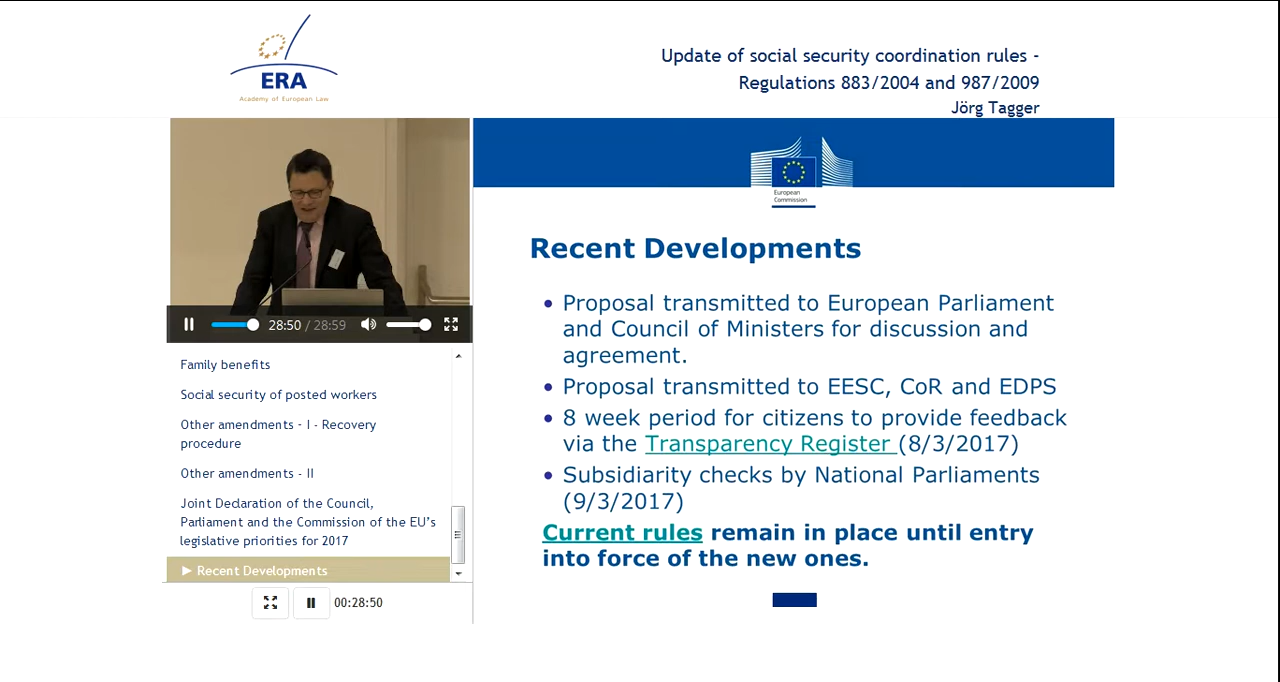 ERA
Academy of European Law
Update of social security coordination rules -
Regulations 883/2004 and 987/2009
Jörg Tagger
European
Commission
Recent Developments
• Proposal transmitted to European Parliament
and Council of Ministers for discussion and
agreement.
• Proposal transmitted to EESC, CoR and EDPS
• 8 week period for citizens to provide feedback
via the Transparency Register (8/3/2017)
• Subsidiarity checks by National Parliaments
(9/3/2017)
Current rules remain in place until entry
into force of the new ones.
28:50 / 28:59
Family benefits
Social security of posted workers
Other amendments - I - Recovery
procedure
Other amendments - II
Joint Declaration of the Council,
Parliament and the Commission of the EU’s
legislative priorities for 2017
► Recent Developments
00:28:50